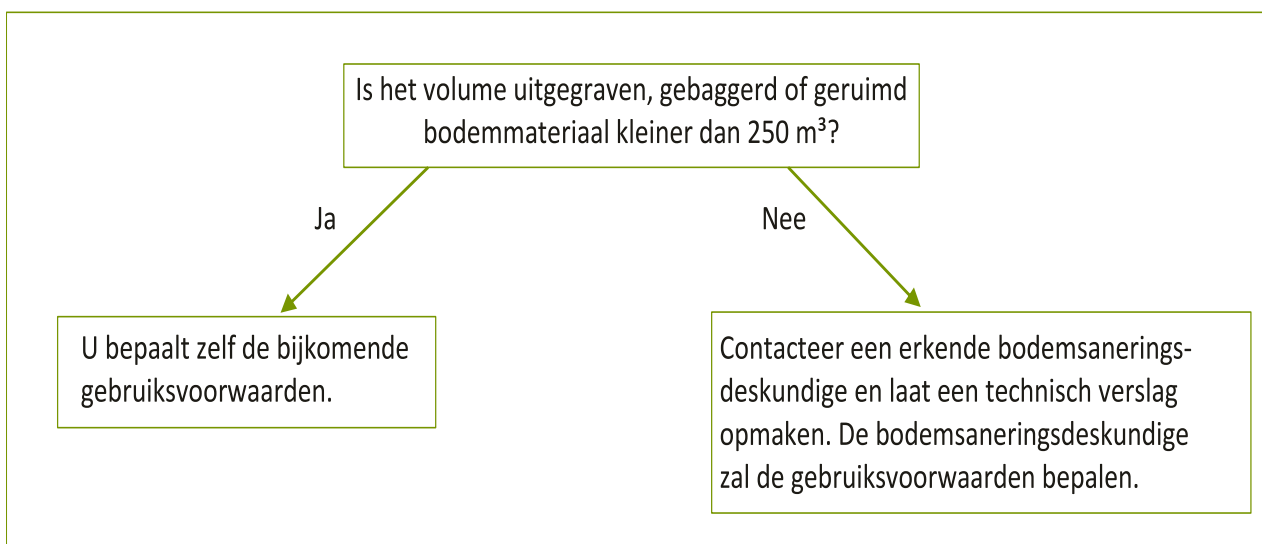 Is het volume uitgegraven, gebaggerd of geruimd
bodemmateriaal kleiner dan 250 m³?
Ja
Nee
U bepaalt zelf de bijkomende
gebruiksvoorwaarden.
Contacteer een erkende bodemsanerings-
deskundige en laat een technisch verslag
opmaken. De bodemsaneringsdeskundige
zal de gebruiksvoorwaarden bepalen.